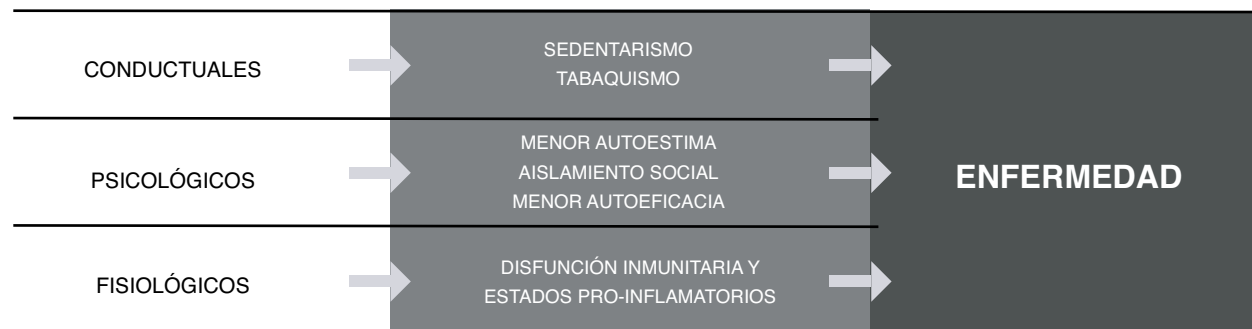 CONDUCTUALES
SEDENTARISMO
TABAQUISMO
PSICOLÓGICOS
MENOR AUTOESTIMA
AISLAMIENTO SOCIAL
MENOR AUTOEFICACIA
FISIOLÓGICOS
DISFUNCIÓN INMUNITARIA Y
ESTADOS PRO-INFLAMATORIOS
ENFERMEDAD